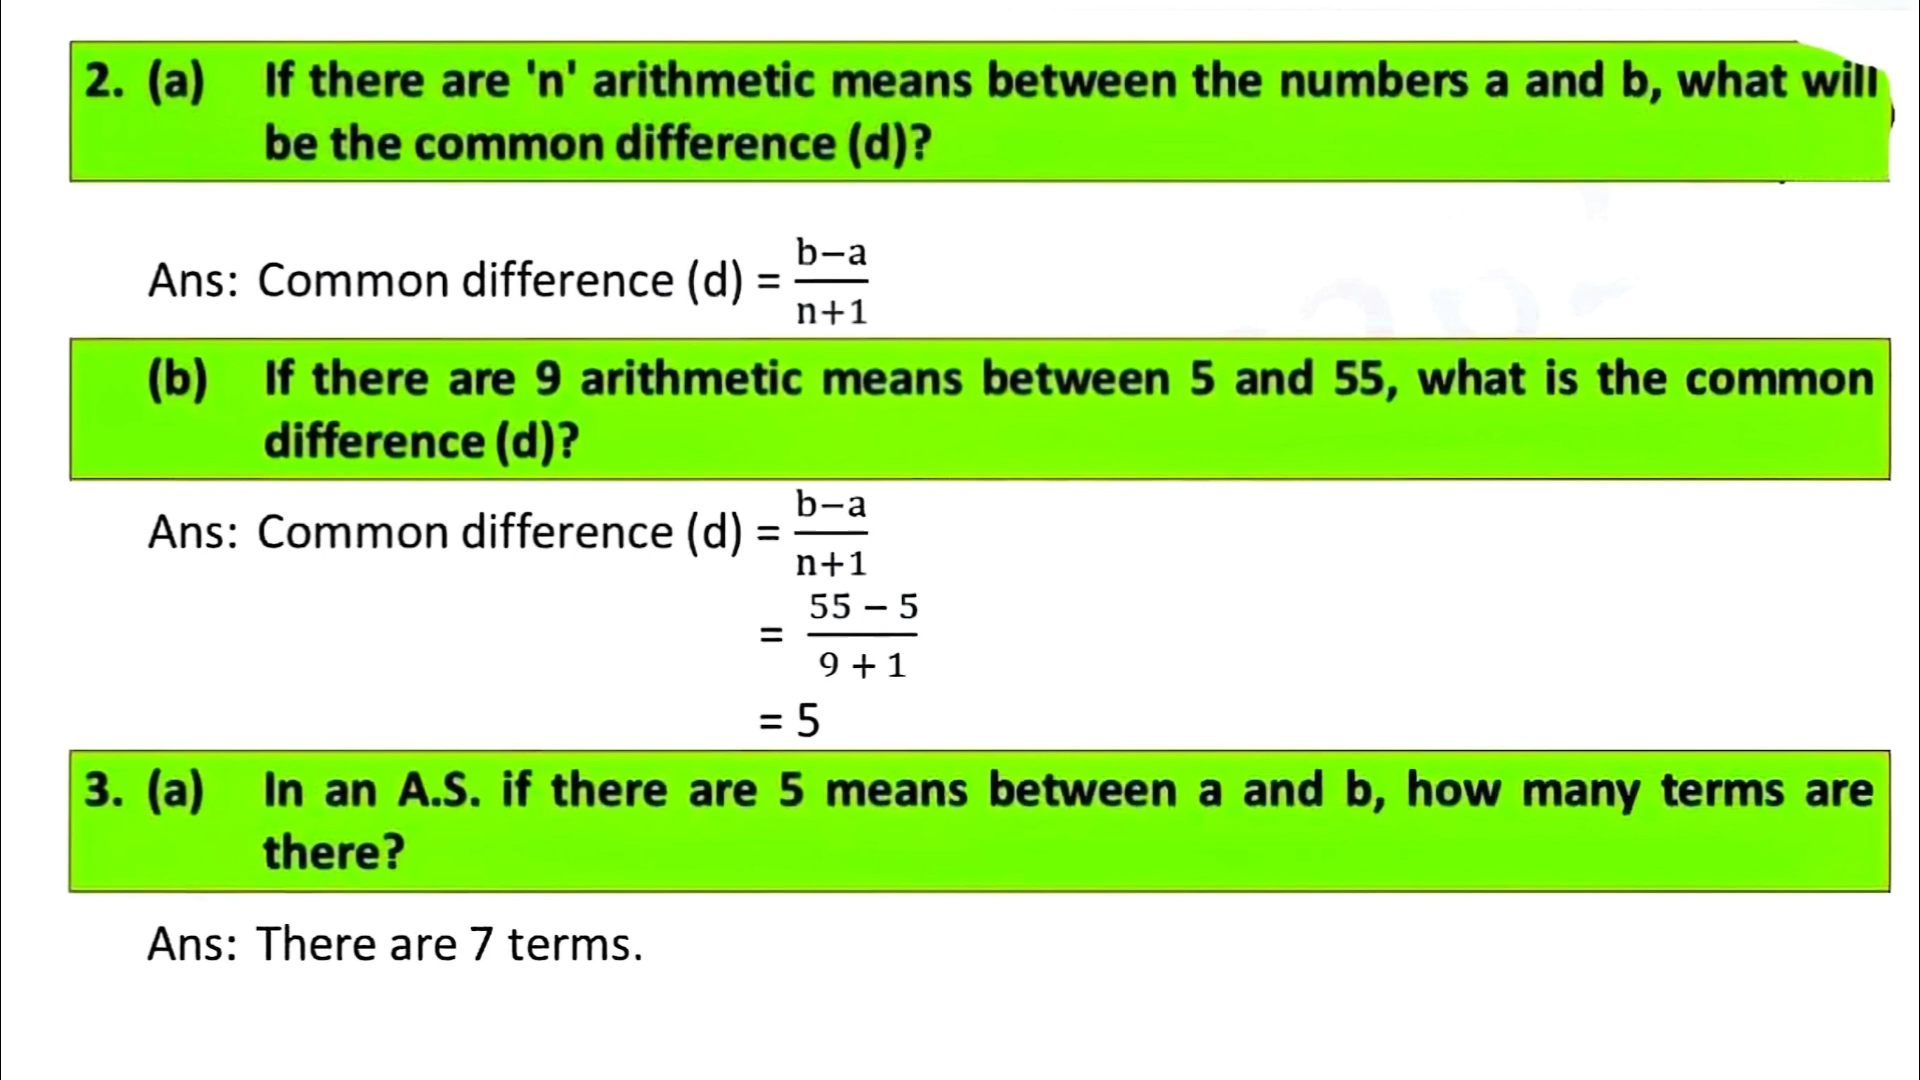 2. (a) If there are 'n' arithmetic means between the numbers a and b, what will
be the common difference (d)?
Ans: Common difference (d) = b−a
n+1
(b) If there are 9 arithmetic means between 5 and 55, what is the common
difference (d)?
Ans: Common difference (d) = b−a
n+1
= 55 − 5
9 + 1
= 5
3. (a) In an A.S. if there are 5 means between a and b, how many terms are
there?
Ans: There are 7 terms.